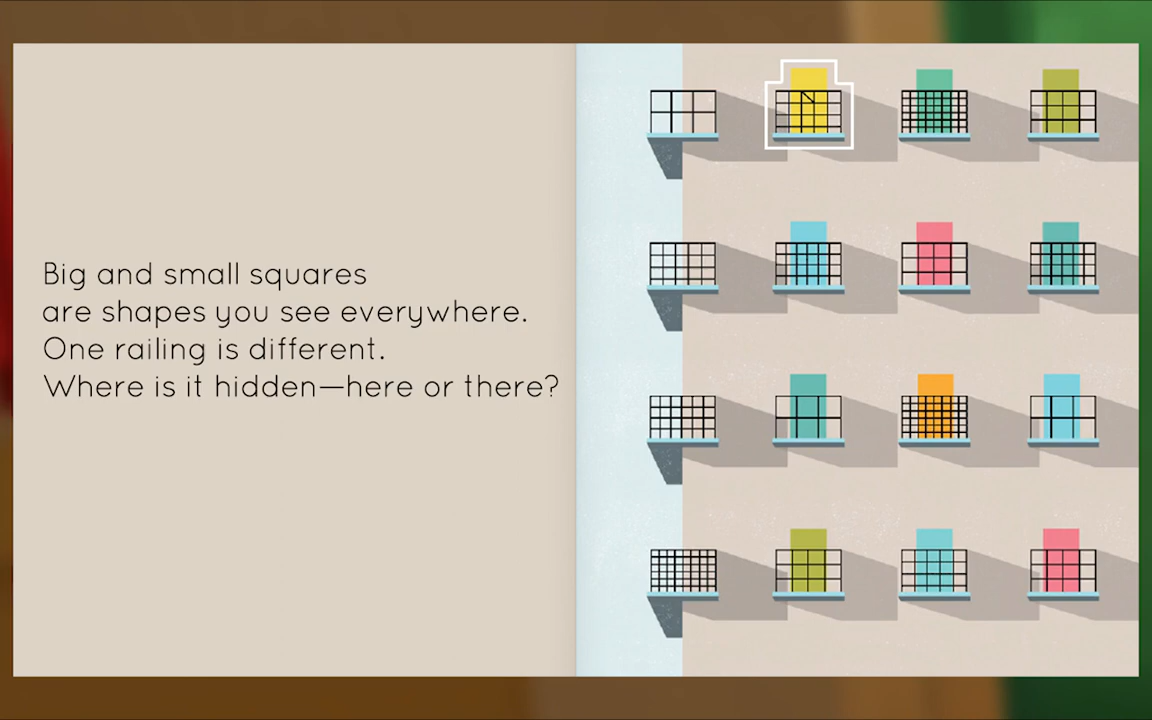 Big and small squares
are shapes you see everywhere.
One railing is different.
Where is it hidden—here or there?